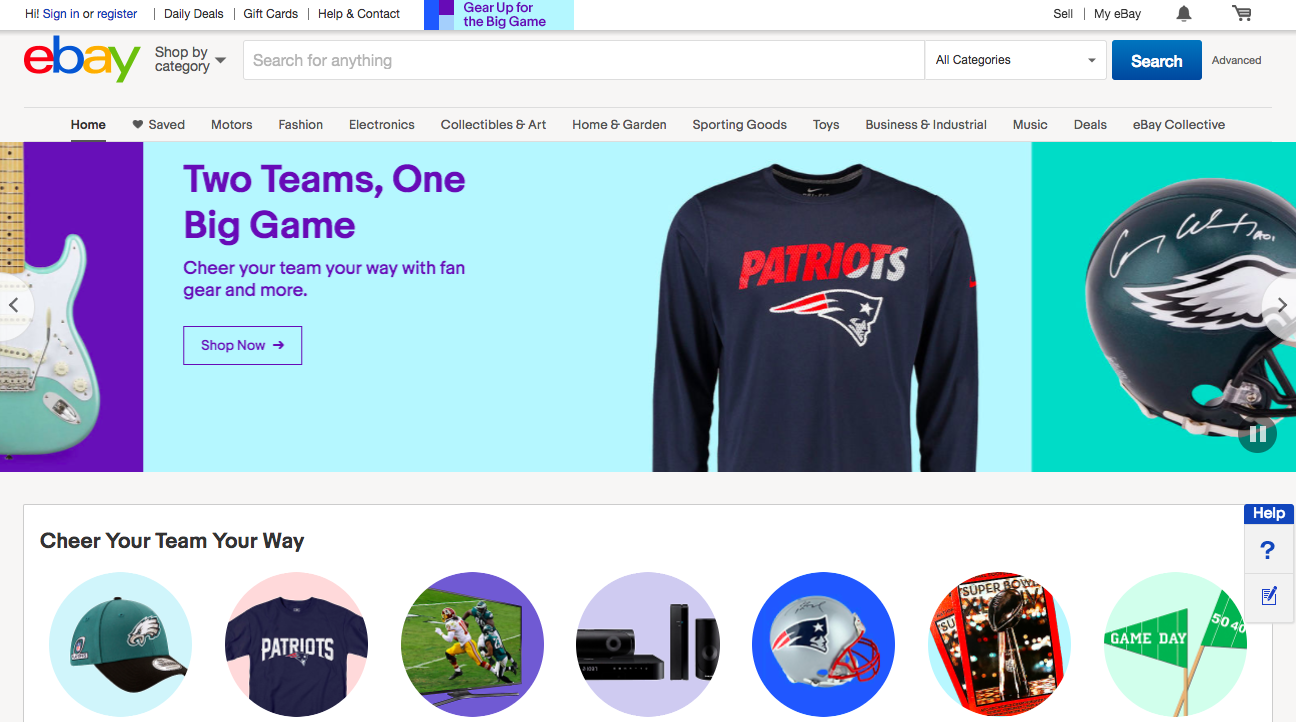 Hi! Sign in or register
Daily Deals
Gift Cards
Help & Contact
Gear Up for
the Big Game
Sell
My eBay
ebay
Shop by
category
Search for anything
All Categories
Search
Advanced
Home
Saved
Motors
Fashion
Electronics
Collectibles & Art
Home & Garden
Sporting Goods
Toys
Business & Industrial
Music
Deals
eBay Collective
Two Teams, One
Big Game
Cheer your team your way with fan
gear and more.
Shop Now
PATRIOTS
Help
?
Cheer Your Team Your Way
PATRIOTS
SUPER BOWL
GAME DAY
50 40